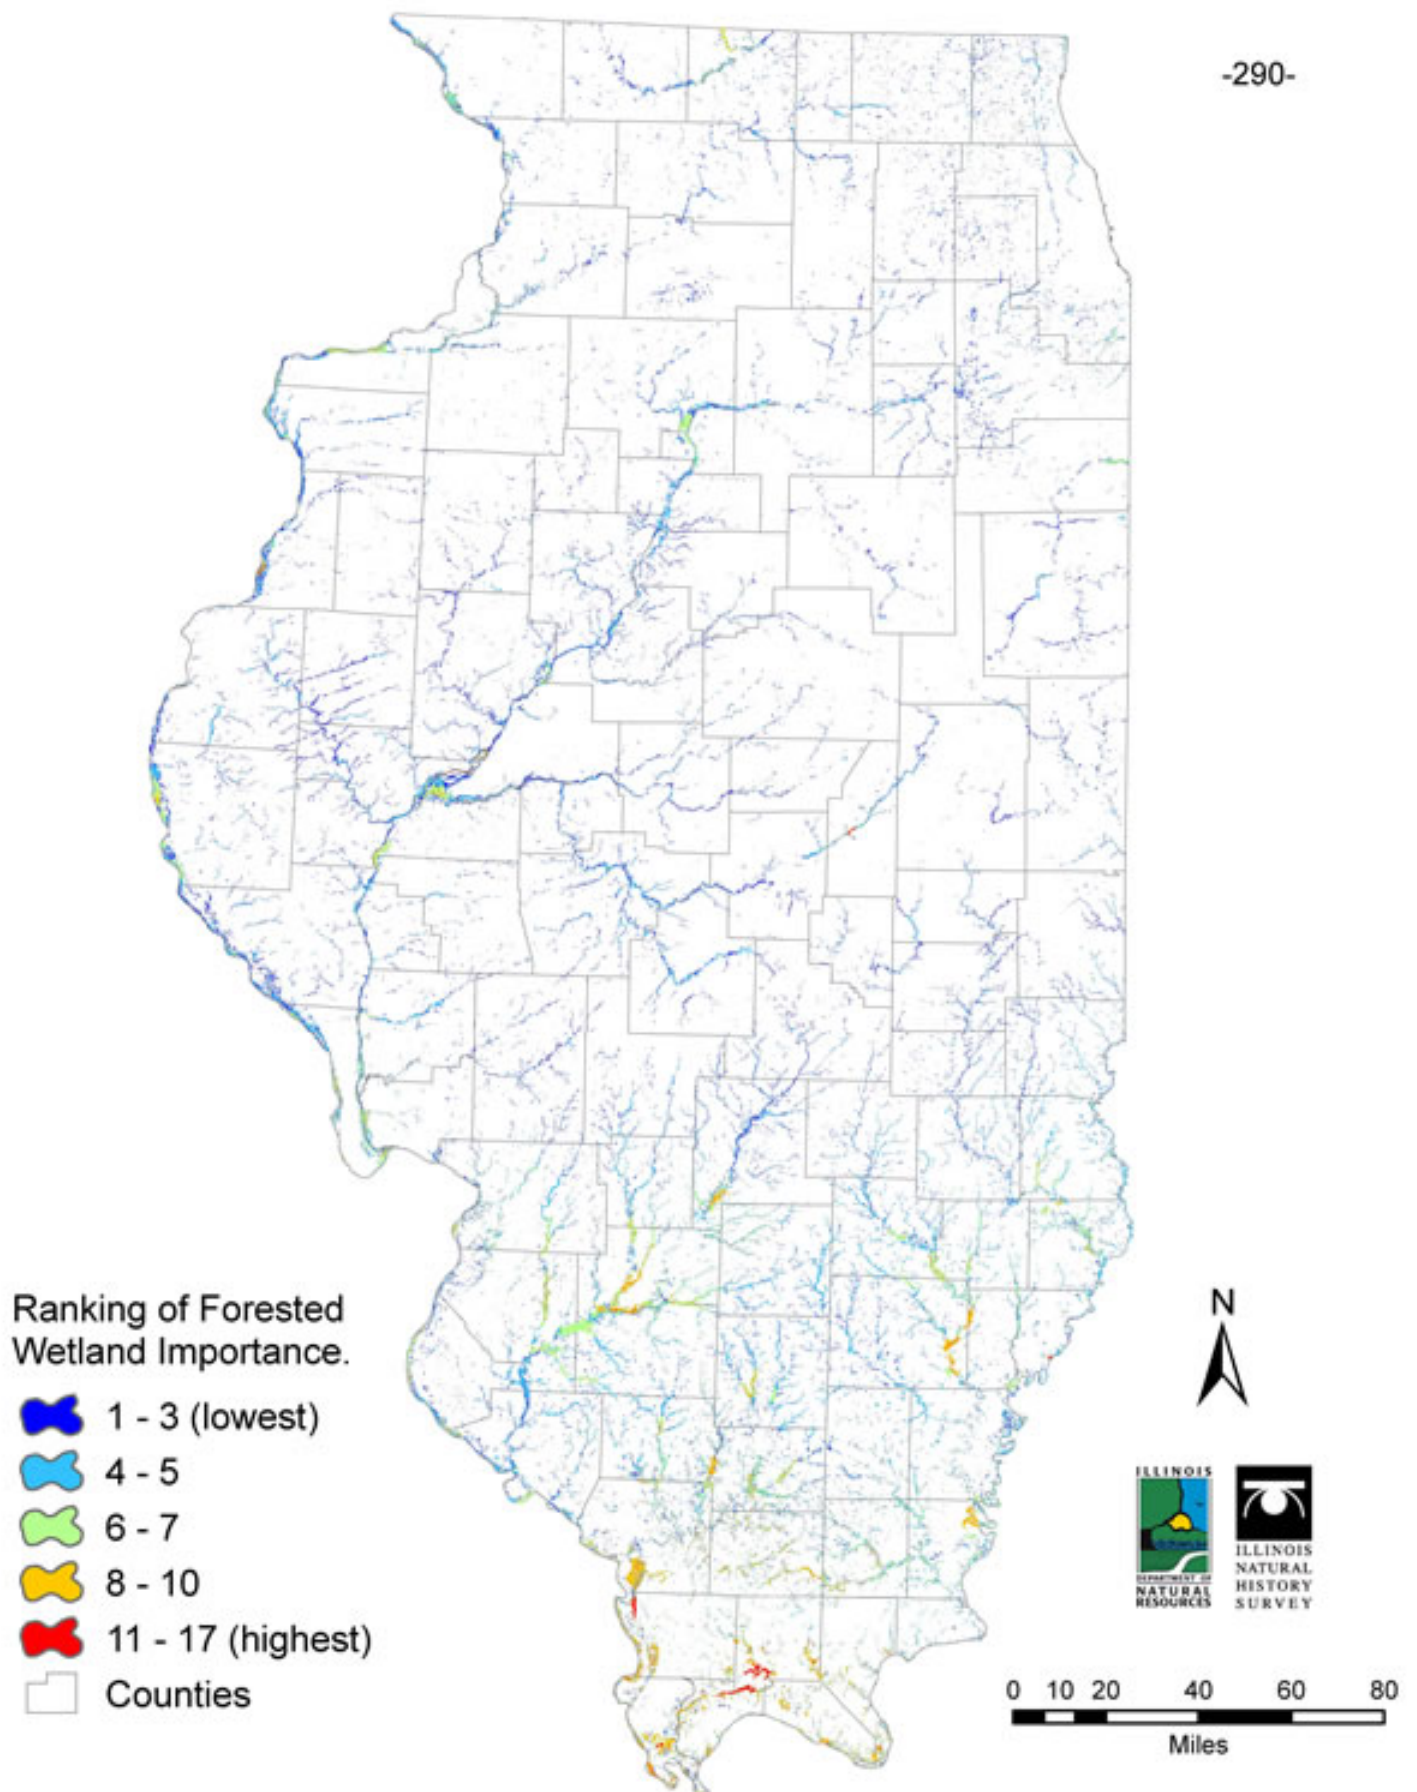 -290-
Ranking of Forested
Wetland Importance.
1 - 3 (lowest)
4 - 5
6 - 7
8 - 10
11 - 17 (highest)
Counties
N
ILLINOIS
DEPARTMENT OF
NATURAL
RESOURCES
ILLINOIS
NATURAL
HISTORY
SURVEY
0 10 20 40 60 80
Miles